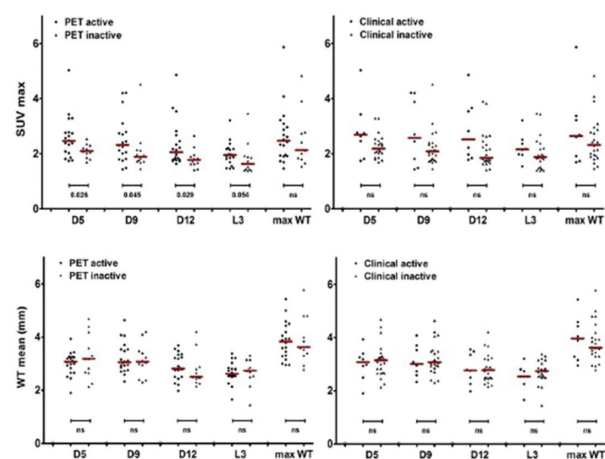 PET active
PET inactive
SUV max
6
4
2
0
0.026
0.045
0.029
0.054
ns
D5
D9
D12
L3
max WT
Clinical active
Clinical inactive
6
4
2
0
ns
ns
ns
ns
ns
D5
D9
D12
L3
max WT
PET active
PET inactive
WT mean (mm)
6
4
2
0
ns
ns
ns
ns
ns
D5
D9
D12
L3
max WT
Clinical active
Clinical inactive
6
4
2
0
ns
ns
ns
ns
ns
D5
D9
D12
L3
max WT